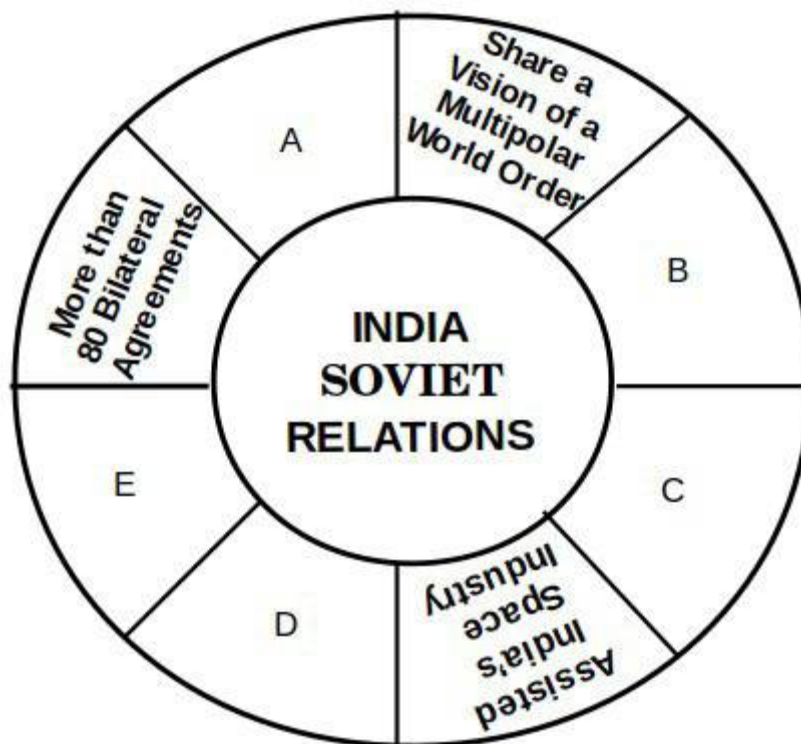 A
Share a
Vision of a
Multipolar
World Order
B
C
Assisted
India's
Space
Industry
D
E
More than
80 Bilateral
Agreements
INDIA
SOVIET
RELATIONS